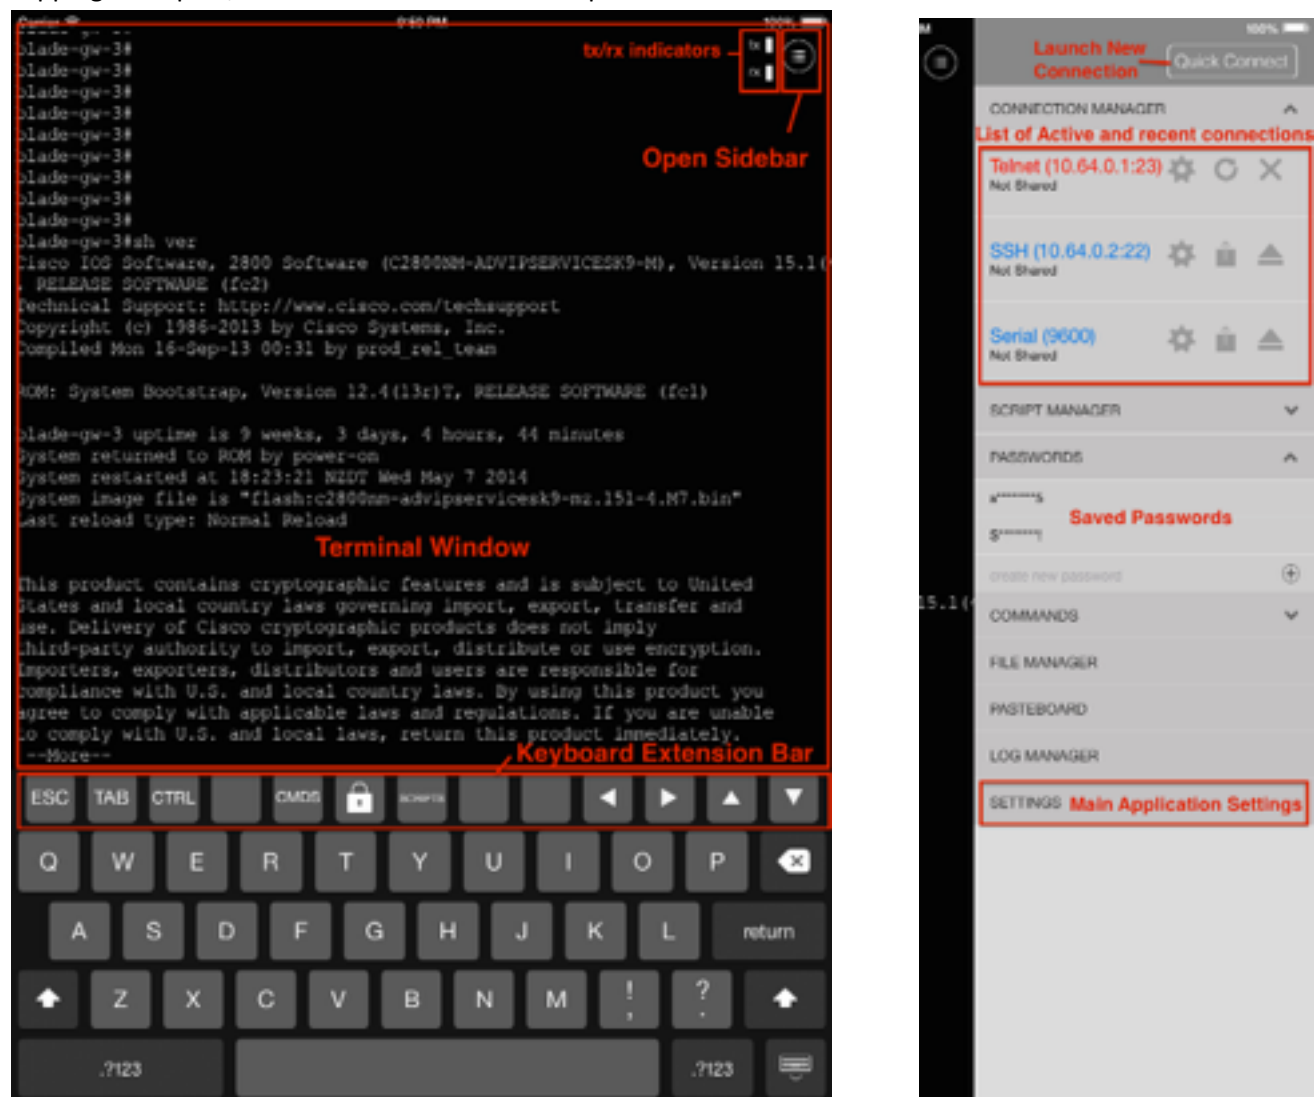 9:50 PM
100%
tx/rx indicators
tx
rx
Open Sidebar
blade-gw-3#
blade-gw-3#
blade-gw-3#
blade-gw-3#
blade-gw-3#
blade-gw-3#
blade-gw-3#
blade-gw-3#
blade-gw-3#
blade-gw-3#sh ver
Cisco IOS Software, 2800 Software (C2800NM-ADVIPSERVICESK9-M), Version 15.1(
, RELEASE SOFTWARE (fc2)
Technical Support: http://www.cisco.com/techsupport
Copyright (c) 1986-2013 by Cisco Systems, Inc.
Compiled Mon 16-Sep-13 00:31 by prod_rel_team
ROM: System Bootstrap, Version 12.4(13r)T, RELEASE SOFTWARE (fc1)
blade-gw-3 uptime is 9 weeks, 3 days, 4 hours, 44 minutes
System returned to ROM by power-on
System restarted at 18:23:21 NZDT Wed May 7 2014
System image file is "flash:c2800nm-advipservicesk9-mz.151-4.M7.bin"
Last reload type: Normal Reload
Terminal Window
This product contains cryptographic features and is subject to United
States and local country laws governing import, export, transfer and
use. Delivery of Cisco cryptographic products does not imply
third-party authority to import, export, distribute or use encryption.
Importers, exporters, distributors and users are responsible for
compliance with U.S. and local country laws. By using this product you
agree to comply with applicable laws and regulations. If you are unable
to comply with U.S. and local laws, return this product immediately.
--More--
Keyboard Extension Bar
ESC TAB CTRL CMDS SCRIPTS
Q W E R T Y U I O P
A S D F G H J K L return
Z X C V B N M ! , ? .
.?123 .?123
100%
Launch New
Connection
Quick Connect
CONNECTION MANAGER
List of Active and recent connections
Telnet (10.64.0.1:23)
Not Shared
SSH (10.64.0.2:22)
Not Shared
Serial (9600)
Not Shared
SCRIPT MANAGER
PASSWORDS
Saved Passwords
create new password
15.1(
COMMANDS
FILE MANAGER
PASTEBOARD
LOG MANAGER
SETTINGS Main Application Settings